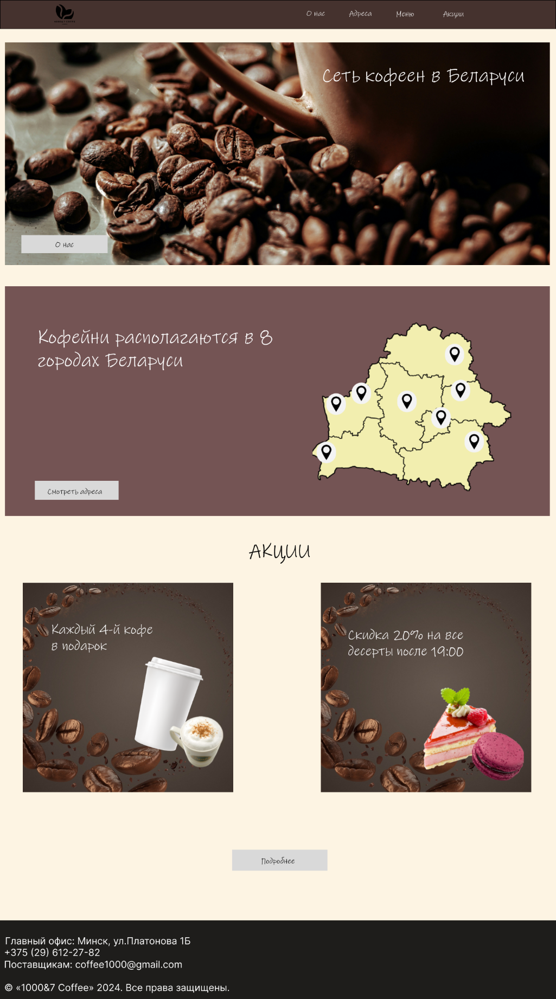 О нас
Адреса
Меню
Акции
Сеть кофеен в Беларуси
О нас
Кофейни располагаются в 8
городах Беларуси
Смотреть адреса
АКЦИИ
Каждый 4-й кофе
в подарок
Скидка 20% на все
десерты после 19:00
Подробнее
Главный офис: Минск, ул.Платонова 1Б
+375 (29) 612-27-82
Поставщикам: coffee1000@gmail.com
© «1000&7 Coffee» 2024. Все права защищены.